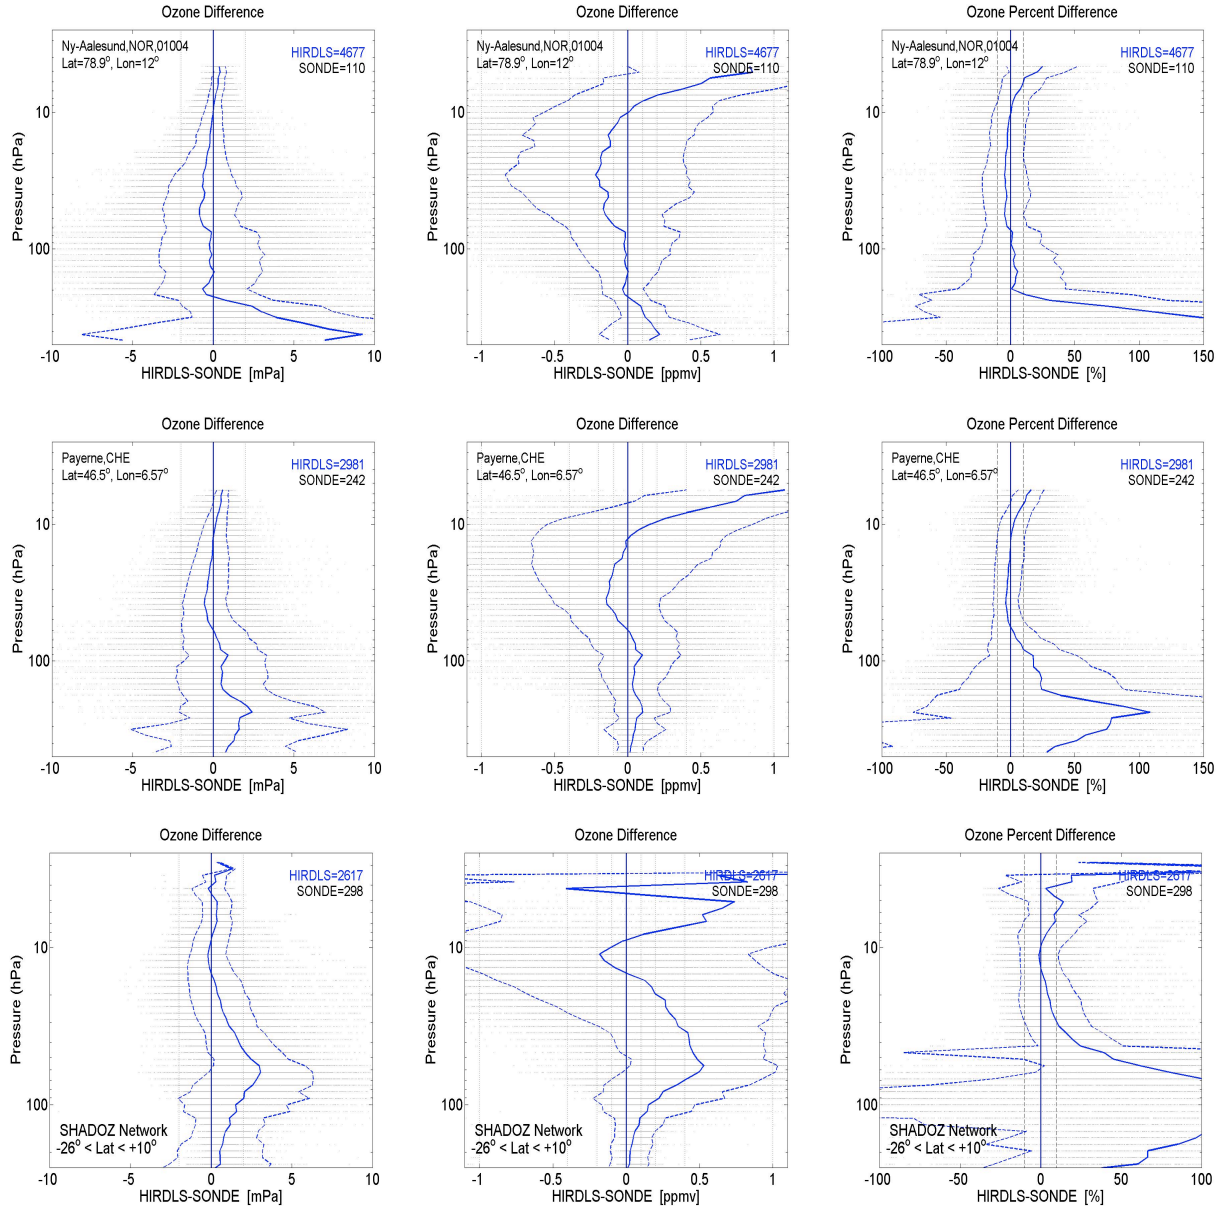 Ozone Difference
Ny-Aalesund,NOR,01004
Lat=78.9°, Lon=12°
HIRDLS=4677
SONDE=110
Pressure (hPa)
10
100
-10 -5 0 5 10
HIRDLS-SONDE [mPa]
Ozone Difference
Ny-Aalesund,NOR,01004
Lat=78.9°, Lon=12°
HIRDLS=4677
SONDE=110
Pressure (hPa)
10
100
-1 -0.5 0 0.5 1
HIRDLS-SONDE [ppmv]
Ozone Percent Difference
Ny-Aalesund,NOR,01004
Lat=78.9°, Lon=12°
HIRDLS=4677
SONDE=110
Pressure (hPa)
10
100
-100 -50 0 50 100 150
HIRDLS-SONDE [%]
Ozone Difference
Payerne,CHE
Lat=46.5°, Lon=6.57°
HIRDLS=2981
SONDE=242
Pressure (hPa)
10
100
-10 -5 0 5 10
HIRDLS-SONDE [mPa]
Ozone Difference
Payerne,CHE
Lat=46.5°, Lon=6.57°
HIRDLS=2981
SONDE=242
Pressure (hPa)
10
100
-1 -0.5 0 0.5 1
HIRDLS-SONDE [ppmv]
Ozone Percent Difference
Payerne,CHE
Lat=46.5°, Lon=6.57°
HIRDLS=2981
SONDE=242
Pressure (hPa)
10
100
-100 -50 0 50 100 150
HIRDLS-SONDE [%]
Ozone Difference
HIRDLS=2617
SONDE=298
Pressure (hPa)
10
100
SHADOZ Network
-26° < Lat < +10°
-10 -5 0 5 10
HIRDLS-SONDE [mPa]
Ozone Difference
HIRDLS=2617
SONDE=298
Pressure (hPa)
10
100
SHADOZ Network
-26° < Lat < +10°
-1 -0.5 0 0.5 1
HIRDLS-SONDE [ppmv]
Ozone Percent Difference
HIRDLS=2617
SONDE=298
Pressure (hPa)
10
100
SHADOZ Network
-26° < Lat < +10°
-100 -50 0 50 100
HIRDLS-SONDE [%]